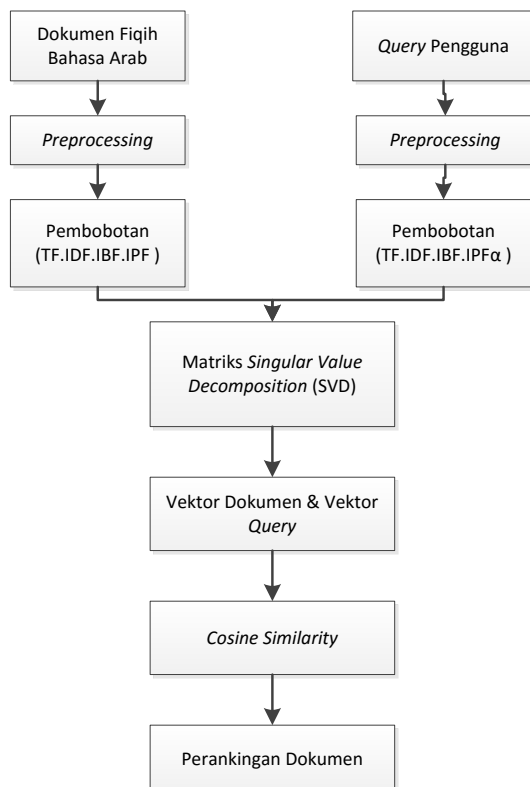 Dokumen Fiqih
Bahasa Arab
Query Pengguna
Preprocessing
Preprocessing
Pembobotan
(TF.IDF.IBF.IPF )
Pembobotan
(TF.IDF.IBF.IPFα )
Matriks Singular Value
Decomposition (SVD)
Vektor Dokumen & Vektor
Query
Cosine Similarity
Perankingan Dokumen